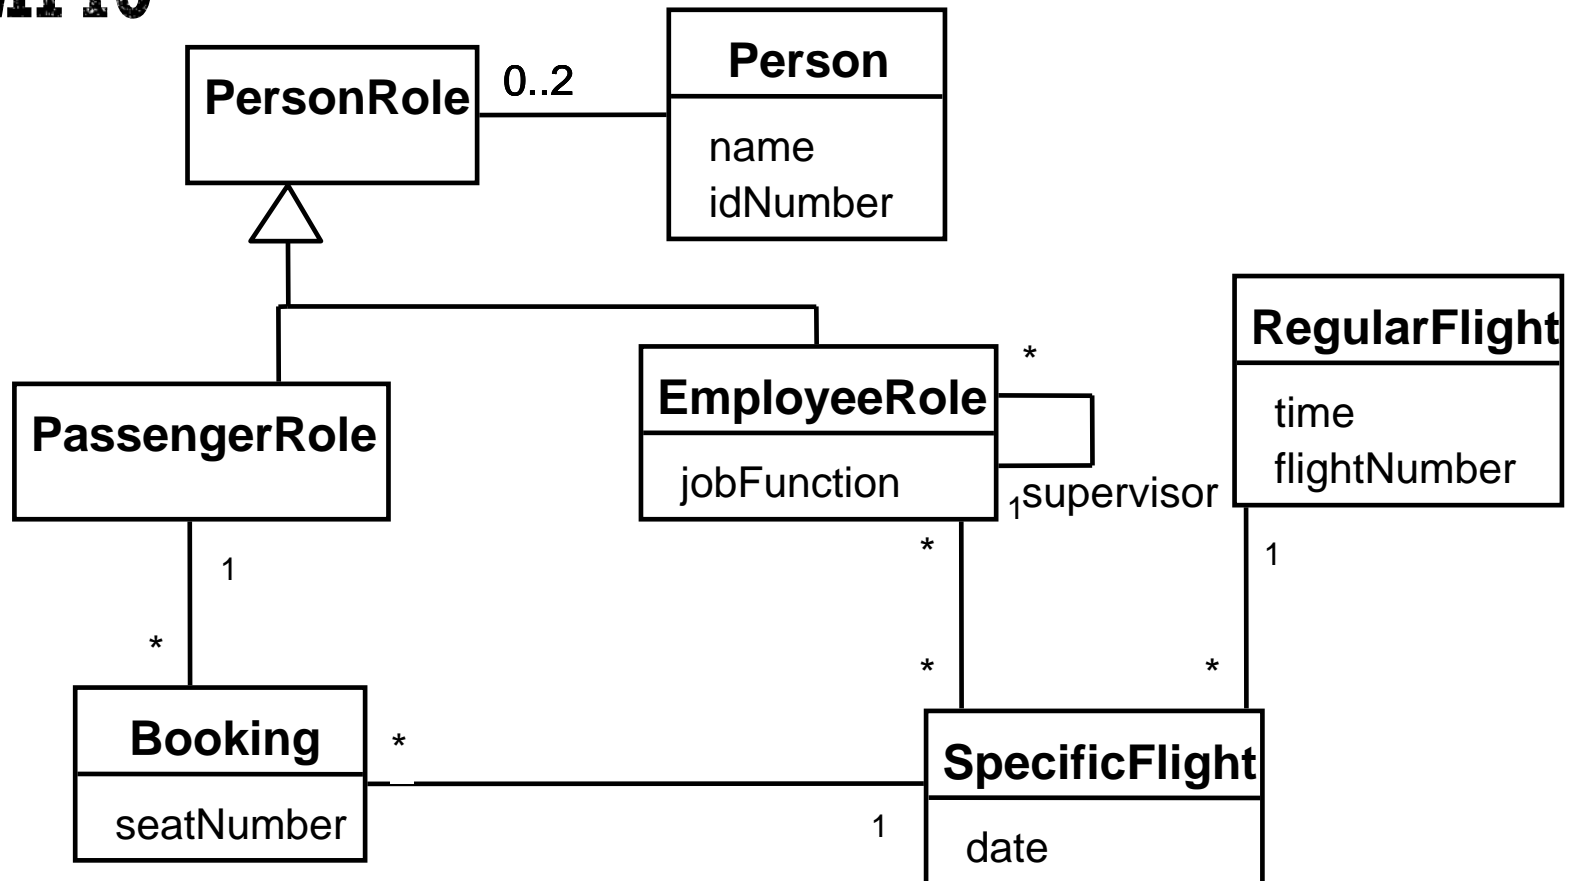 Person
PersonRole
0..2
name
idNumber
RegularFlight
*
EmployeeRole
time
PassengerRole
flightNumber
jobFunction
1supervisor
*
1
1
*
*
*
Booking
*
SpecificFlight
seatNumber
1
date